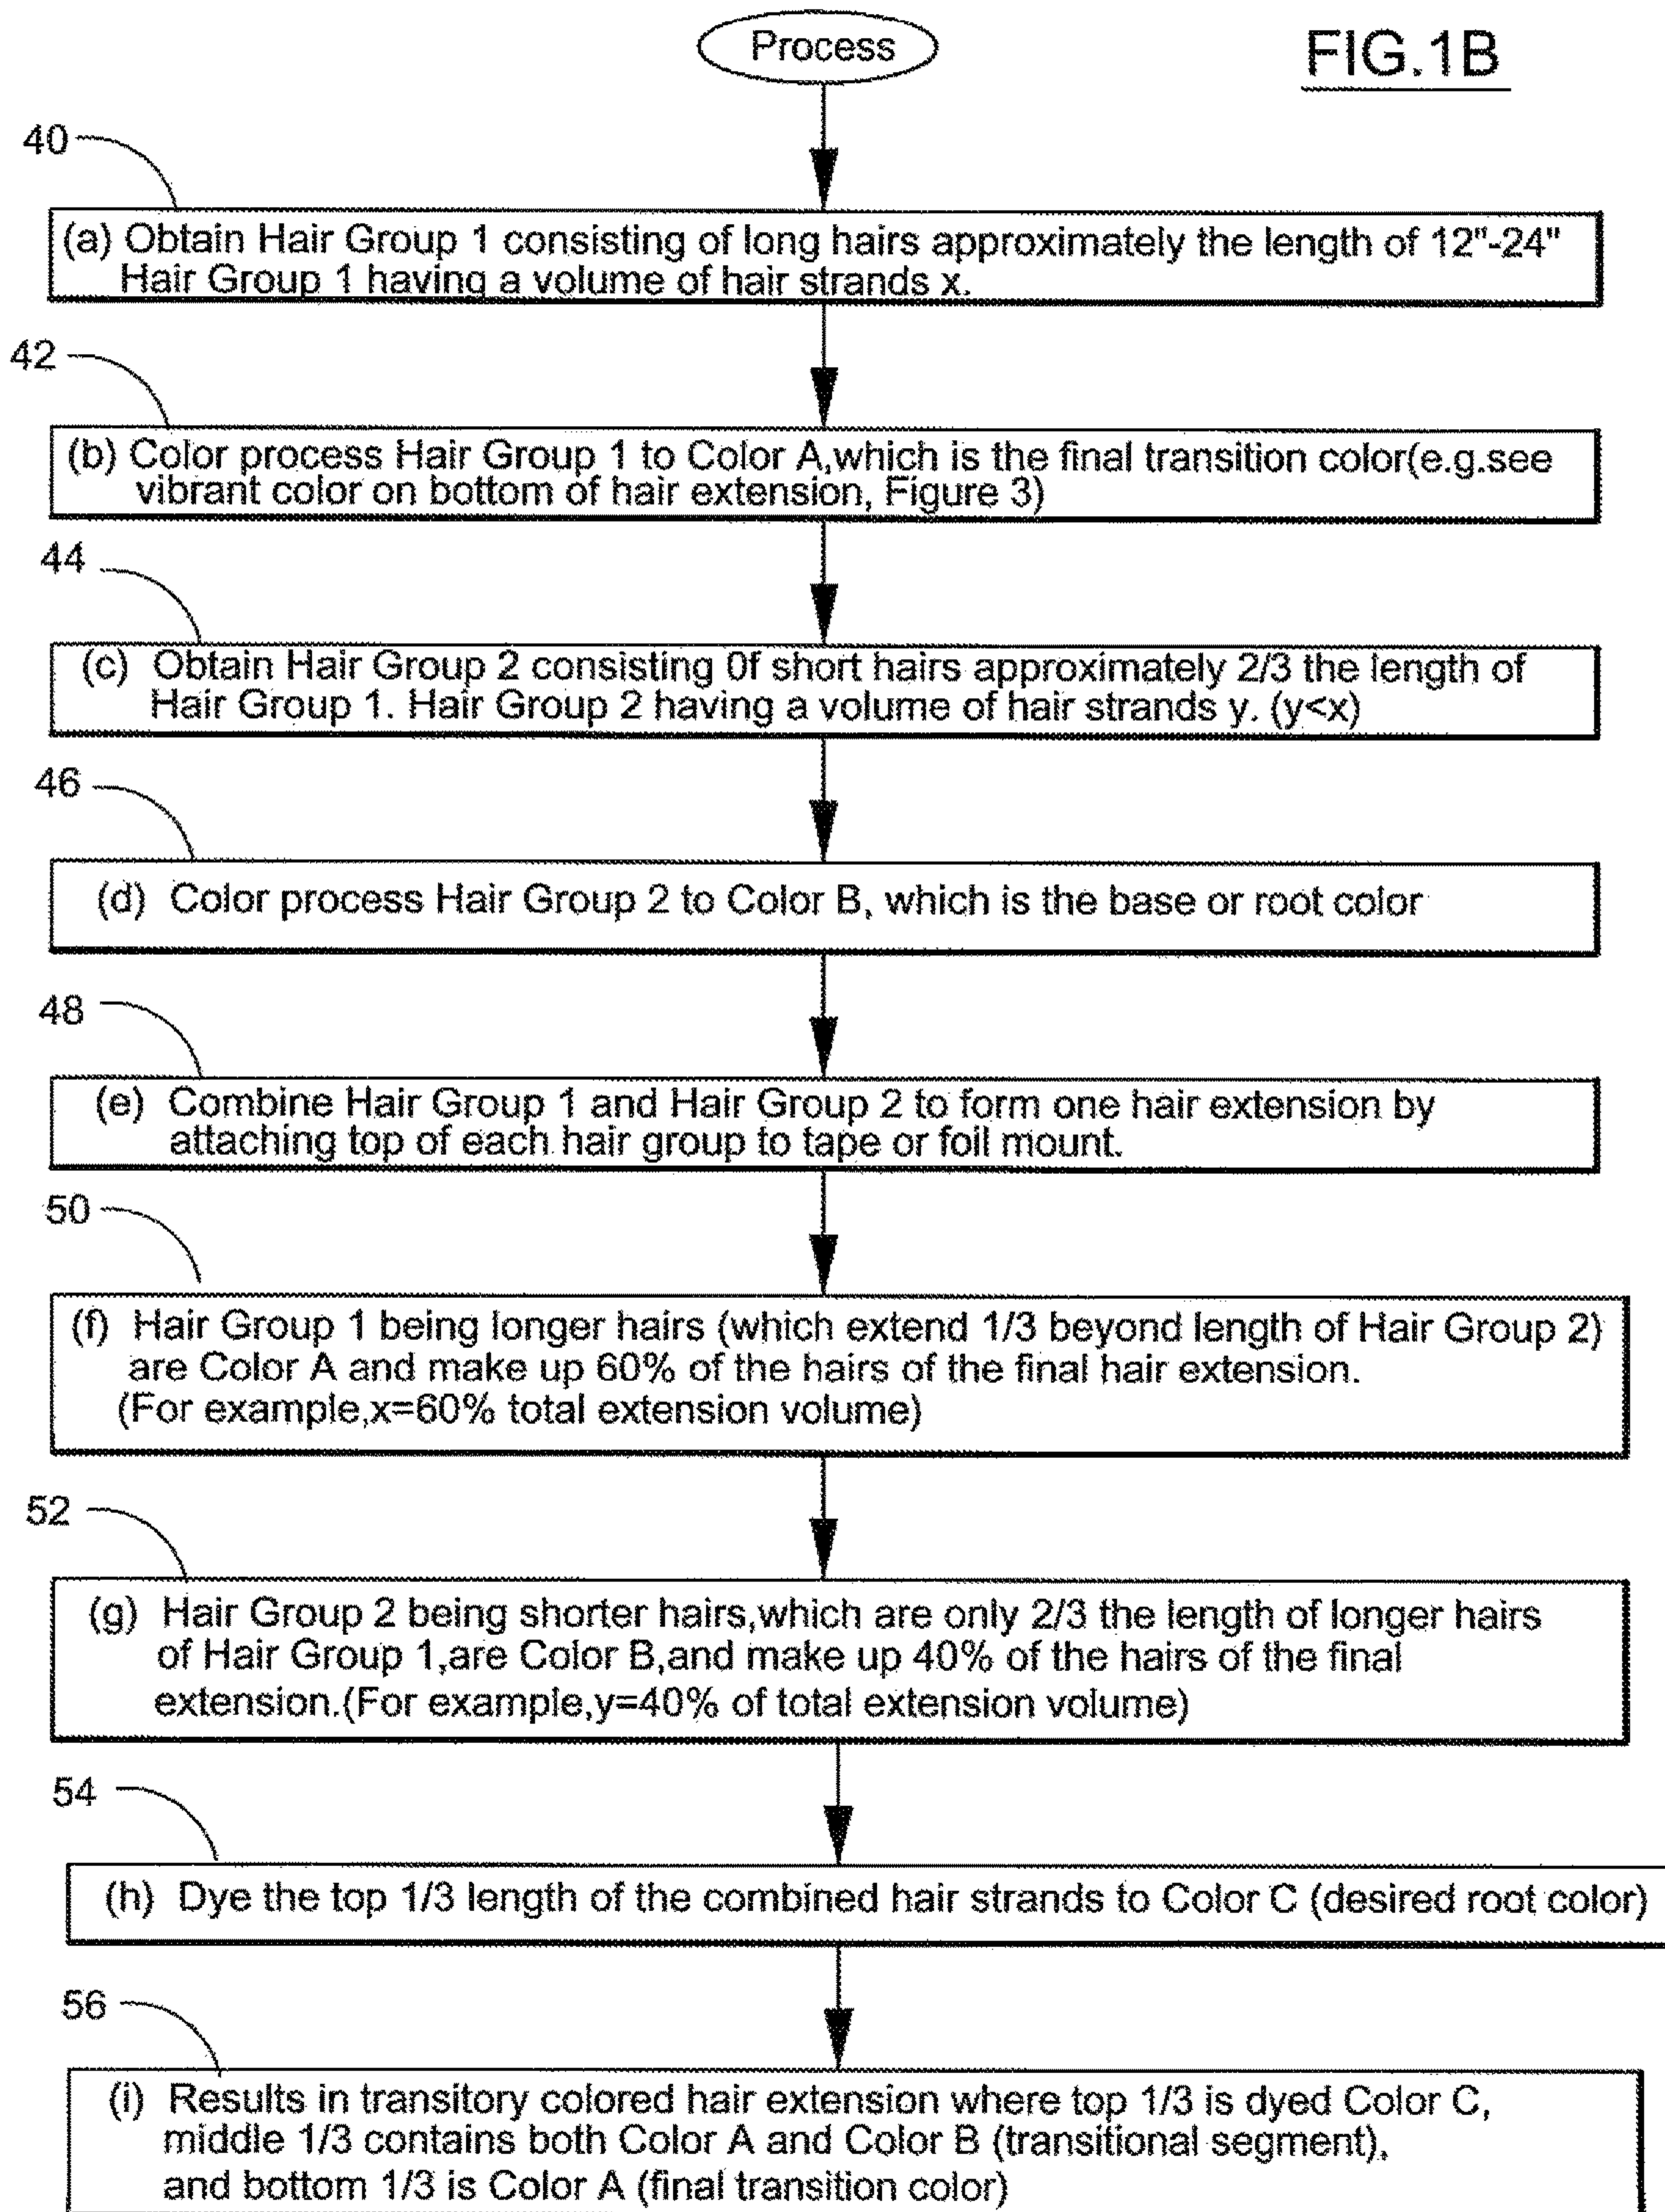 Process
FIG.1B
40
(a) Obtain Hair Group 1 consisting of long hairs approximately the length of 12"-24"
Hair Group 1 having a volume of hair strands x.
42
(b) Color process Hair Group 1 to Color A,which is the final transition color(e.g.see
vibrant color on bottom of hair extension, Figure 3)
44
(c) Obtain Hair Group 2 consisting 0f short hairs approximately 2/3 the length of
Hair Group 1. Hair Group 2 having a volume of hair strands y. (y<x)
46
(d) Color process Hair Group 2 to Color B, which is the base or root color
48
(e) Combine Hair Group 1 and Hair Group 2 to form one hair extension by
attaching top of each hair group to tape or foil mount.
50
(f) Hair Group 1 being longer hairs (which extend 1/3 beyond length of Hair Group 2)
are Color A and make up 60% of the hairs of the final hair extension.
(For example,x=60% total extension volume)
52
(g) Hair Group 2 being shorter hairs,which are only 2/3 the length of longer hairs
of Hair Group 1,are Color B,and make up 40% of the hairs of the final
extension.(For example,y=40% of total extension volume)
54
(h) Dye the top 1/3 length of the combined hair strands to Color C (desired root color)
56
(i) Results in transitory colored hair extension where top 1/3 is dyed Color C,
middle 1/3 contains both Color A and Color B (transitional segment),
and bottom 1/3 is Color A (final transition color)